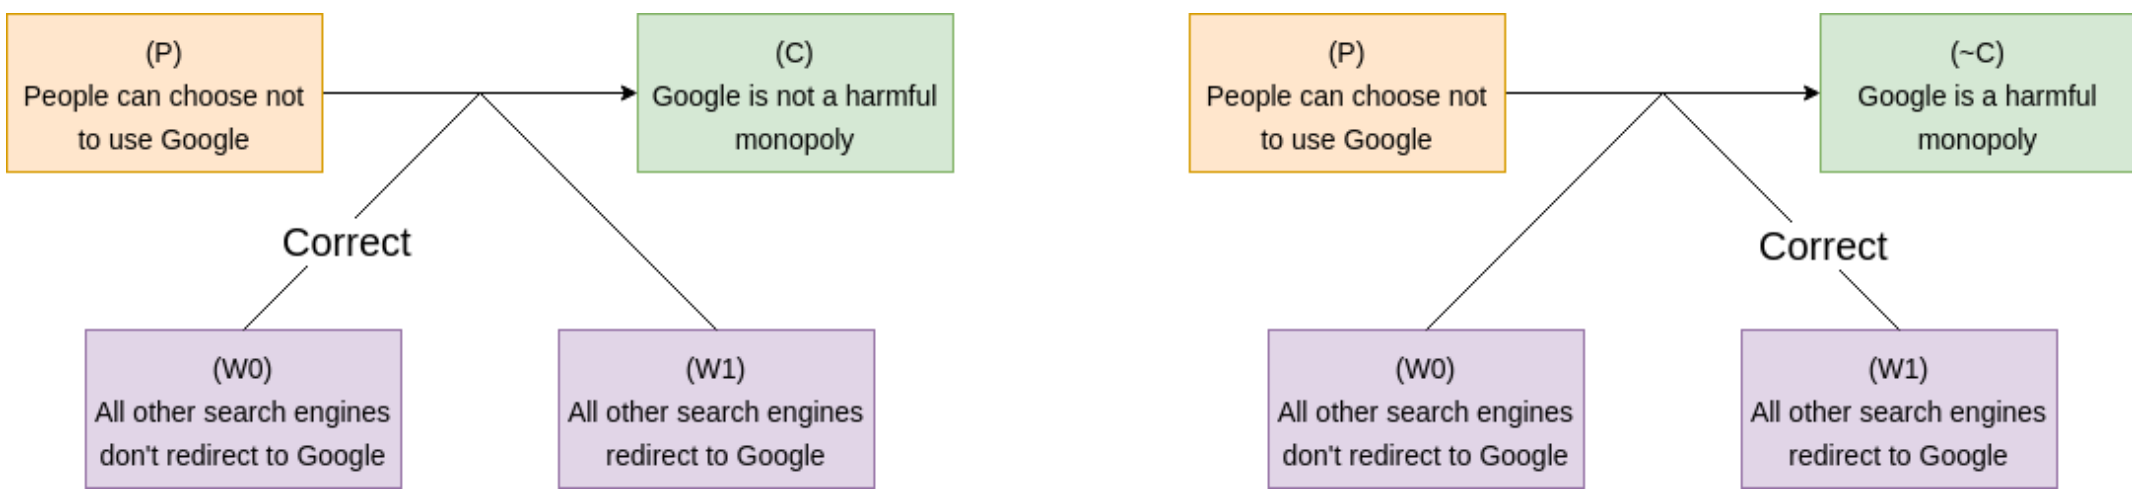 (P)
People can choose not
to use Google
(C)
Google is not a harmful
monopoly
Correct
(W0)
All other search engines
don't redirect to Google
(W1)
All other search engines
redirect to Google
(P)
People can choose not
to use Google
(~C)
Google is a harmful
monopoly
Correct
(W0)
All other search engines
don't redirect to Google
(W1)
All other search engines
redirect to Google